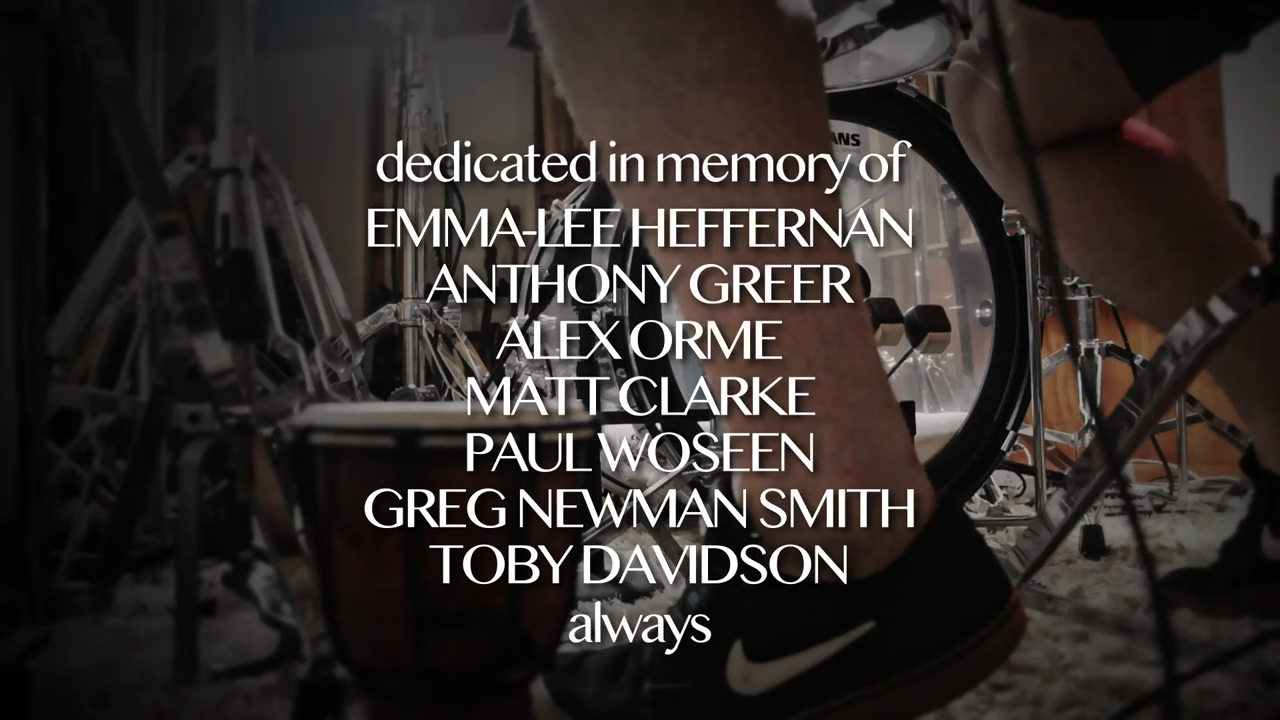 dedicated in memory of
EMMA-LEE HEFFERNAN
ANTHONY GREER
ALEX ORME
MATT CLARKE
PAUL WOSEEN
GREG NEWMAN SMITH
TOBY DAVIDSON
always